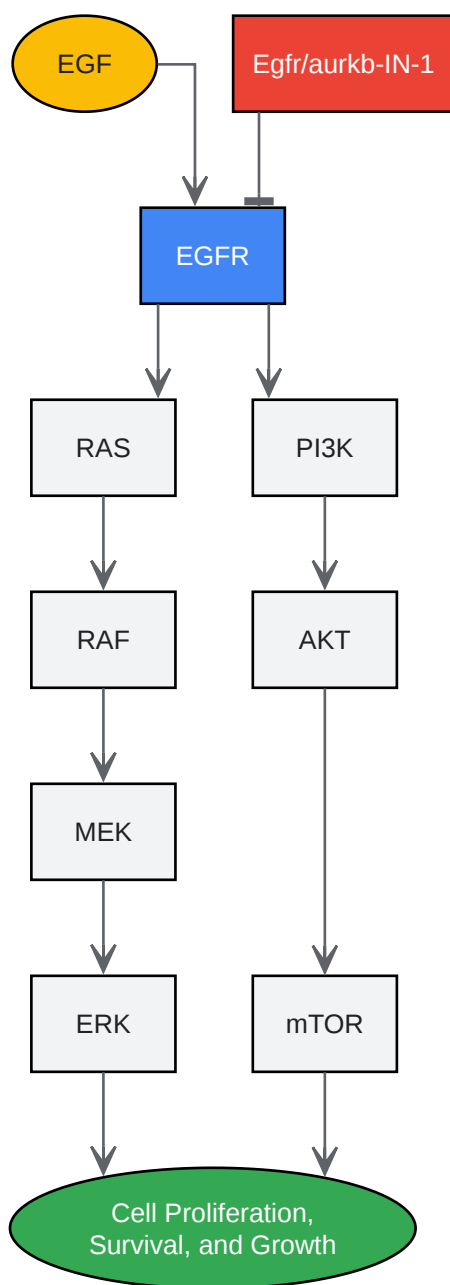 EGF
Egfr/aurkb-IN-1
EGFR
RAS
PI3K
RAF
AKT
MEK
ERK
mTOR
Cell Proliferation,
Survival, and Growth